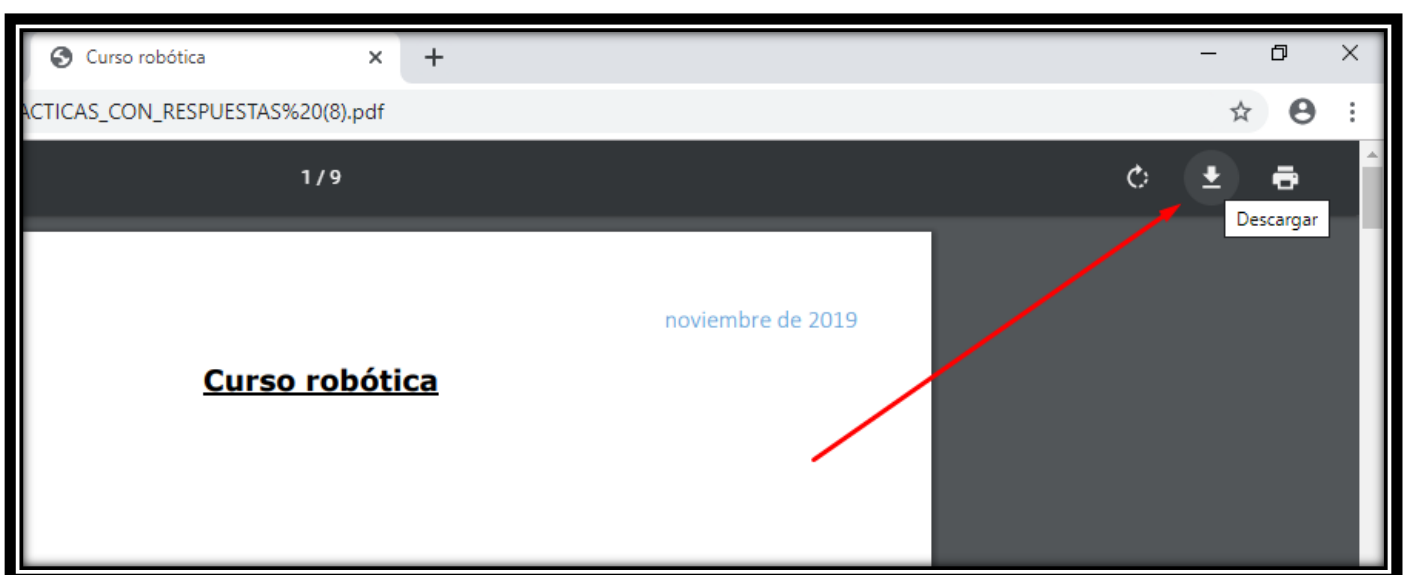 Curso robótica
ACTICAS_CON_RESPUESTAS%20(8).pdf
1 / 9
Descargar
noviembre de 2019
Curso robótica